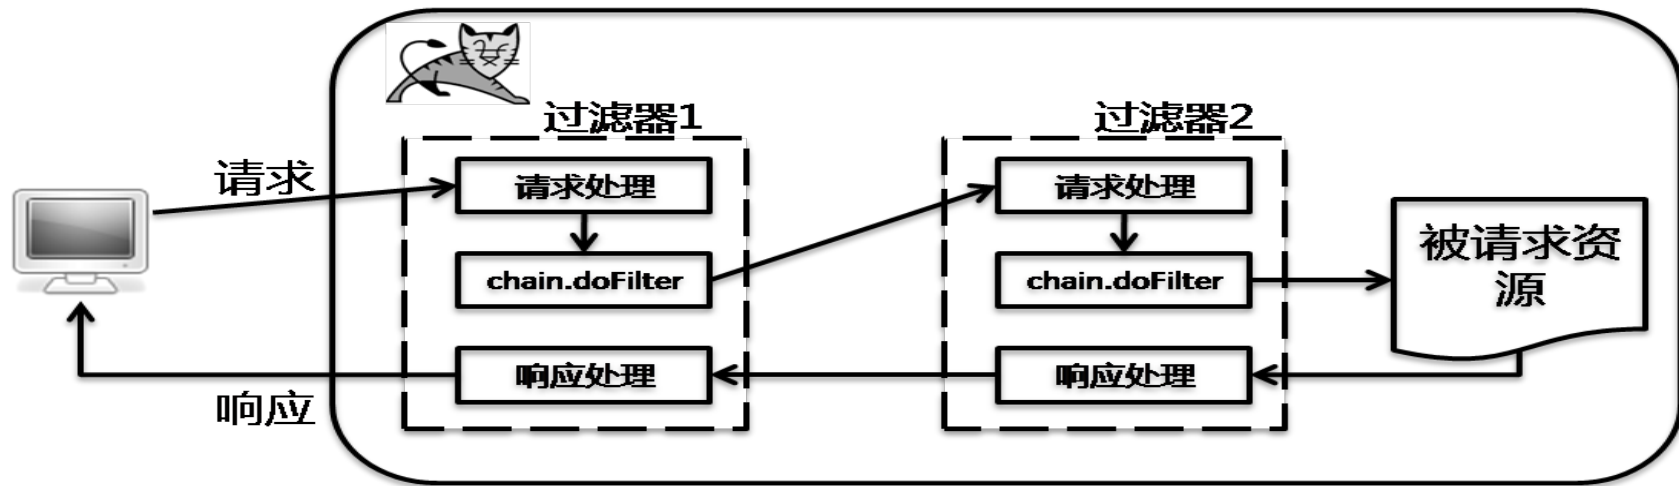 过滤器1
过滤器2
请求
请求处理
请求处理
chain.doFilter
chain.doFilter
被请求资
源
响应处理
响应处理
响应